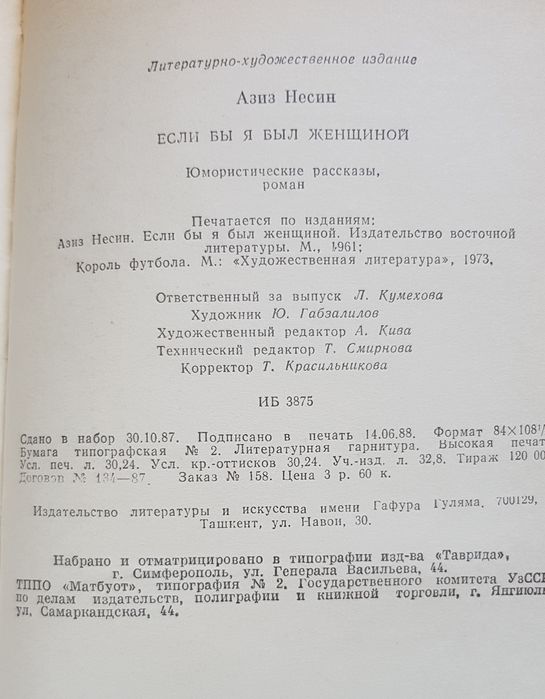 Литературно-художественное издание
Азиз Несин
ЕСЛИ БЫ Я БЫЛ ЖЕНЩИНОЙ
Юмористические рассказы,
роман
Печатается по изданиям:
Азиз Несин. Если бы я был женщиной. Издательство восточной
литературы. М., 1961;
Король футбола. М.: «Художественная литература», 1973.
Ответственный за выпуск Л. Кумехова
Художник Ю. Габзалилов
Художественный редактор А. Кива
Технический редактор Т. Смирнова
Корректор Т. Красильникова
ИБ 3875
Сдано в набор 30.10.87. Подписано в печать 14.06.88. Формат 84×108¹/
Бумага типографская № 2. Литературная гарнитура. Высокая печат
Усл. печ. л. 30,24. Усл. кр.-оттисков 30,24. Уч.-изд. л. 32,8. Тираж 120 00
Договор № 134—87. Заказ № 158. Цена 3 р. 60 к.
Издательство литературы и искусства имени Гафура Гуляма. 700129,
Ташкент, ул. Навои, 30.
Набрано и отматрицировано в типографии изд-ва «Таврида»,
г. Симферополь, ул. Генерала Васильева, 44.
ТППО «Матбуот», типография № 2. Государственного комитета УзССР
по делам издательств, полиграфии и книжной торговли, г. Янгиюль
ул. Самаркандская, 44.